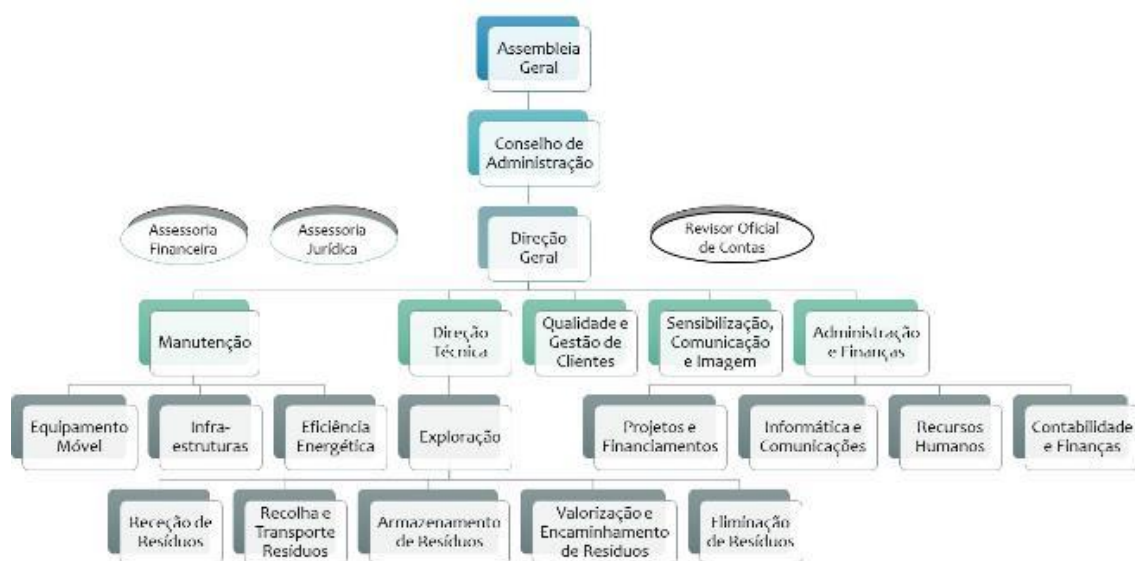 Assembleia
Geral
Conselho de
Administração
Assessoria
Financeira
Assessoria
Jurídica
Direção
Geral
Revisor Oficial
de Contas
Manutenção
Direção
Técnica
Qualidade e
Gestão de
Clientes
Sensibilização,
Comunicação
e Imagem
Administração
e Finanças
Equipamento
Móvel
Infra-
estruturas
Eficiência
Energética
Exploração
Projetos e
Financiamentos
Informática e
Comunicações
Recursos
Humanos
Contabilidade
e Finanças
Receção de
Resíduos
Recolha e
Transporte
Resíduos
Armazenamento
de Resíduos
Valorização e
Encaminhamento
de Resíduos
Eliminação
de Resíduos